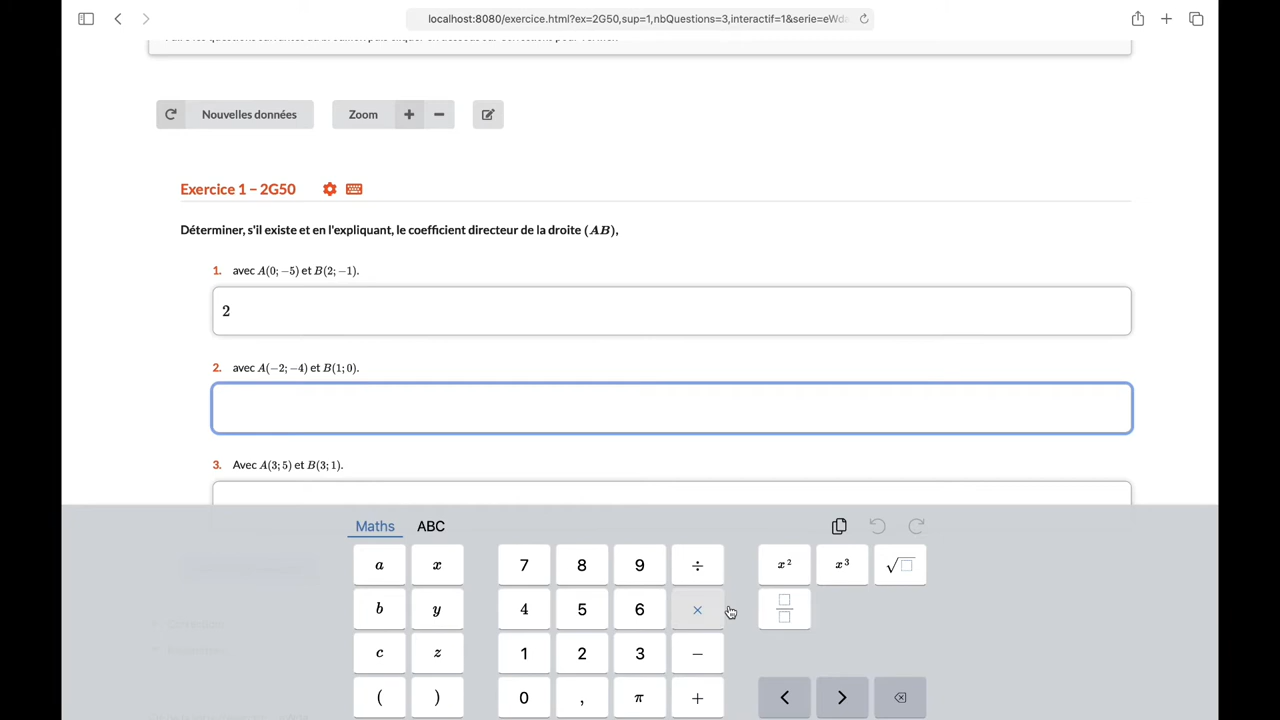 localhost:8080/exercice.html?ex=2G50,sup=1,nbQuestions=3,interactif=1&serie=eWd
Nouvelles données Zoom + −
Exercice 1 – 2G50
Déterminer, s'il existe et en l'expliquant, le coefficient directeur de la droite (AB),
1. avec A(0; −5) et B(2; −1).
2
2. avec A(−2; −4) et B(1; 0).
3. Avec A(3; 5) et B(3; 1).
Maths ABC
a x 7 8 9 ÷ x² x³ √□
b y 4 5 6 × □/□
c z 1 2 3 −
( ) 0 , π + < >